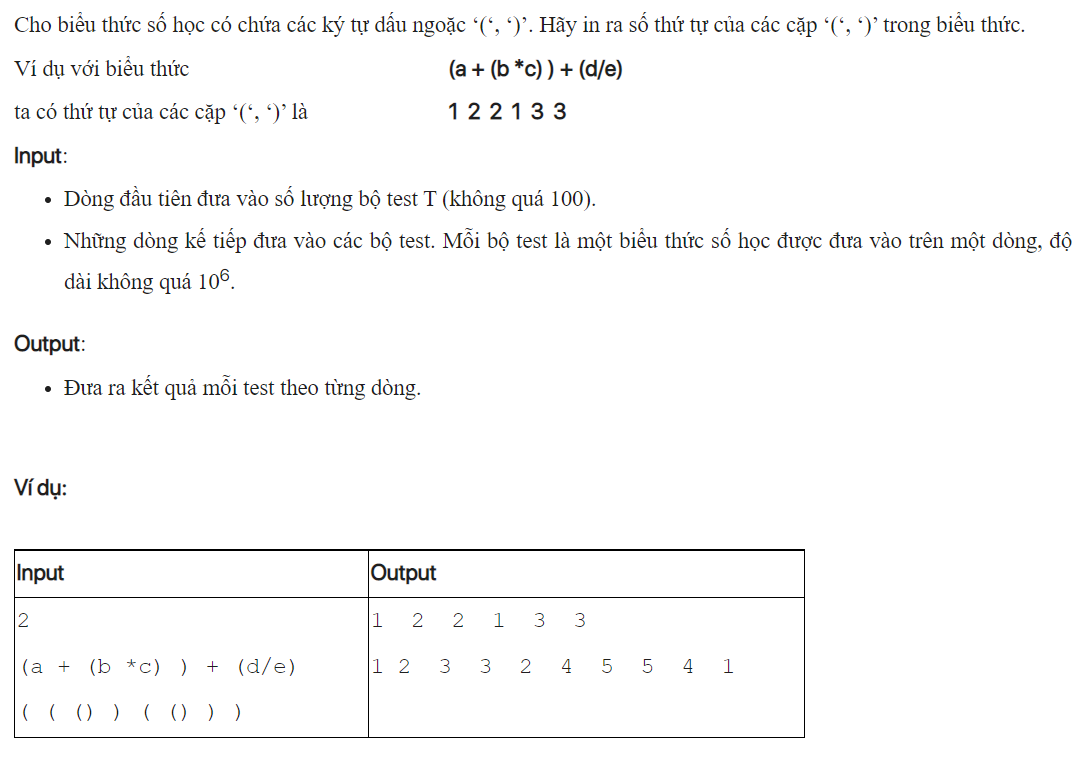 Cho biểu thức số học có chứa các ký tự dấu ngoặc ‘(‘, ‘)’. Hãy in ra số thứ tự của các cặp ‘(‘, ‘)’ trong biểu thức.
Ví dụ với biểu thức (a + (b *c) ) + (d/e)
ta có thứ tự của các cặp ‘(‘, ‘)’ là 1 2 2 1 3 3
Input:
• Dòng đầu tiên đưa vào số lượng bộ test T (không quá 100).
• Những dòng kế tiếp đưa vào các bộ test. Mỗi bộ test là một biểu thức số học được đưa vào trên một dòng, độ
dài không quá 10⁶.
Output:
• Đưa ra kết quả mỗi test theo từng dòng.
Ví dụ:
Input Output
2 1 2 2 1 3 3
(a + (b *c) ) + (d/e) 1 2 3 3 2 4 5 5 4 1
( ( () ) ( () ) )